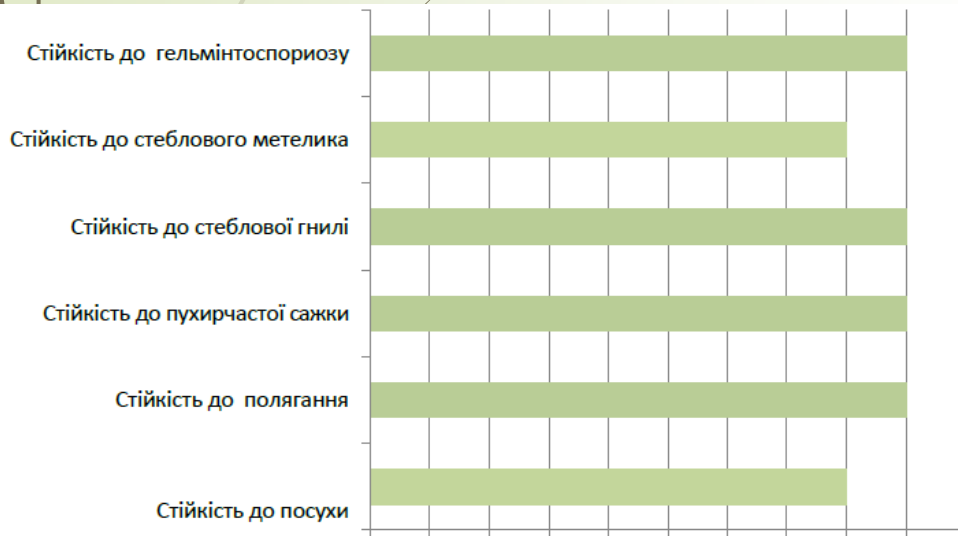 Стійкість до  гельмінтоспориозу
Стійкість до стеблового метелика
Стійкість до стеблової гнилі
Стійкість до пухирчастої сажки
Стійкість до  полягання
Стійкість до посухи